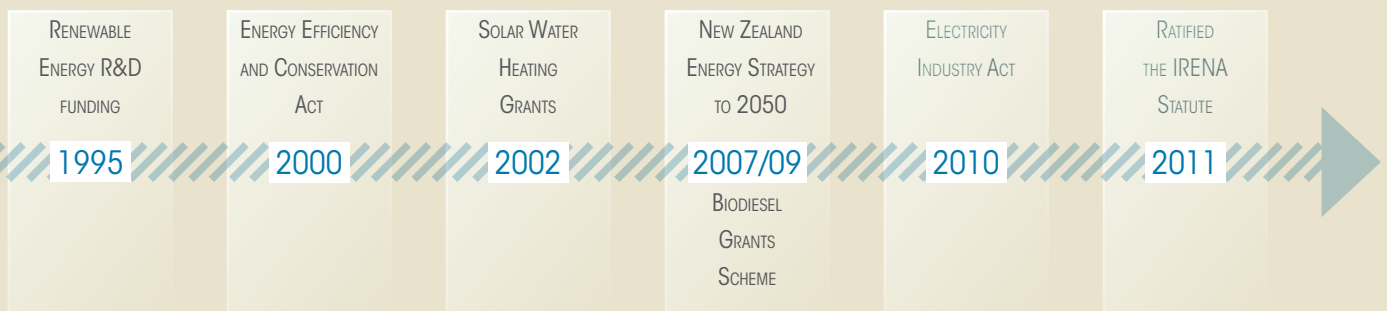 Renewable
Energy R&D
funding
1995
Energy Efficiency
and Conservation
Act
2000
Solar Water
Heating
Grants
2002
New Zealand
Energy Strategy
to 2050
2007/09
Biodiesel
Grants
Scheme
Electricity
Industry Act
2010
Ratified
the IRENA
Statute
2011